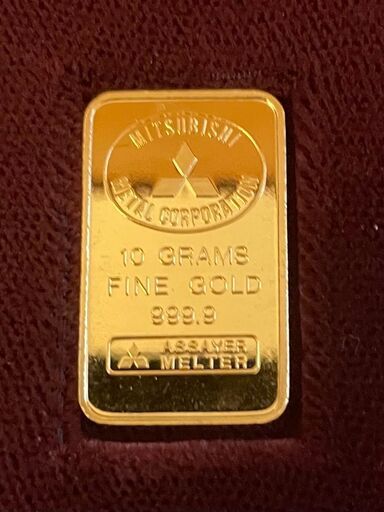 MITSUBISHI
METAL CORPORATION
10 GRAMS
FINE GOLD
999.9
ASSAYER
MELTER